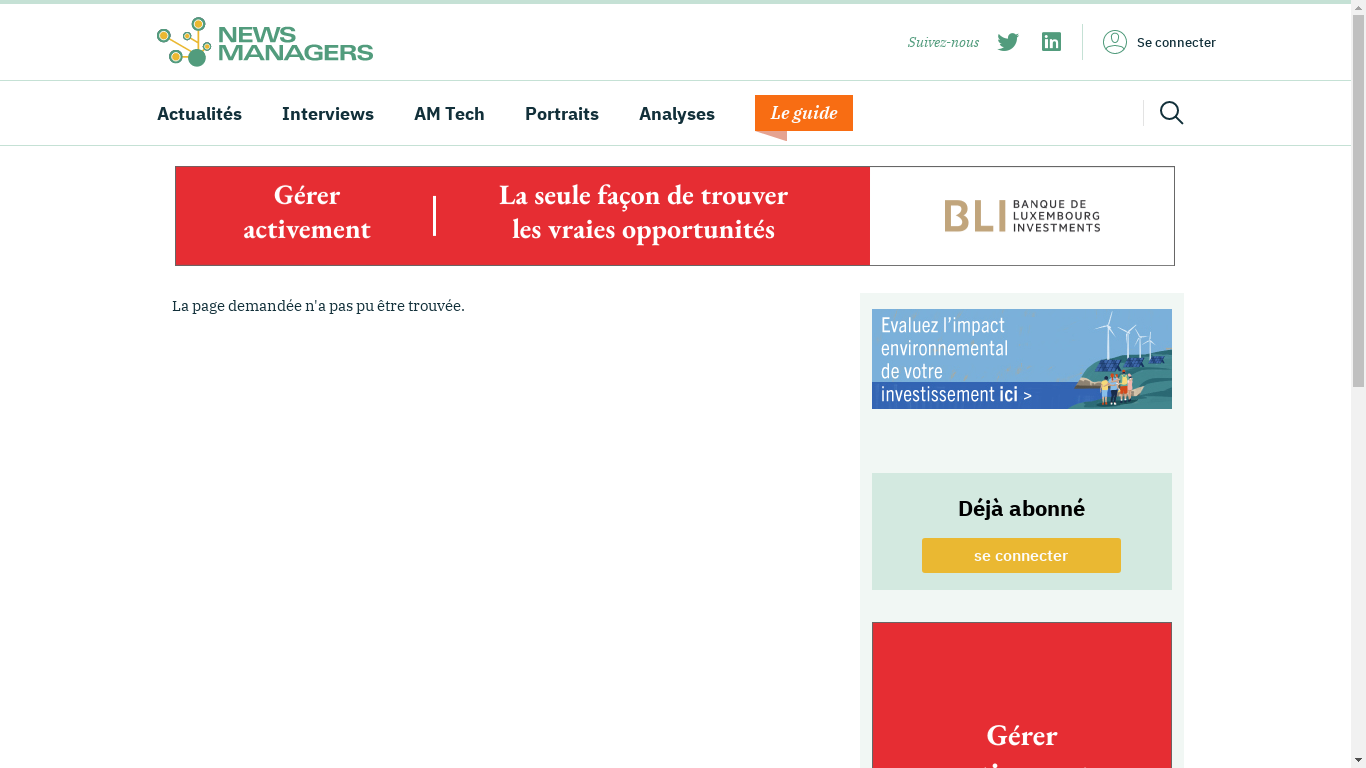 NEWS
MANAGERS
Suivez-nous
Se connecter
Actualités
Interviews
AM Tech
Portraits
Analyses
Le guide
Gérer
activement
La seule façon de trouver
les vraies opportunités
BLI
BANQUE DE
LUXEMBOURG
INVESTMENTS
La page demandée n'a pas pu être trouvée.
Evaluez l'impact
environnemental
de votre
investissement ici >
Déjà abonné
se connecter
Gérer